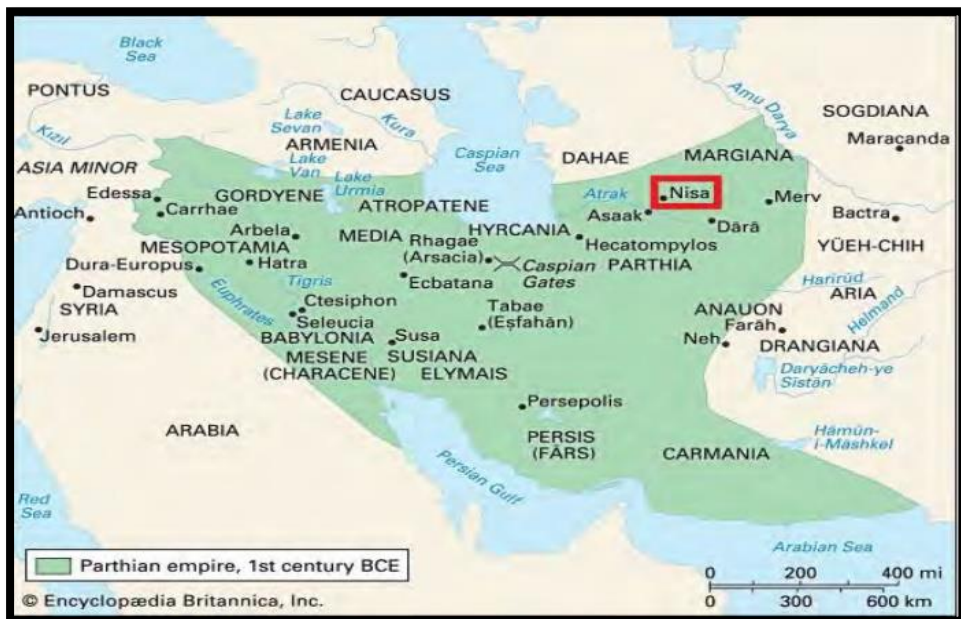 Black
Sea
PONTUS
CAUCASUS
SOGDIANA
Maracanda
Kızıl
Lake
Sevan
Kura
ARMENIA
Amu Darya
Caspian
Sea
DAHAE
MARGIANA
ASIA MINOR
Lake
Van
Lake
Urmia
Edessa
GORDYENE
ATROPATENE
Atrak
Nisa
Merv
Antioch
Carrhae
Asaak
Dārā
Bactra
Arbela
MEDIA
Rhagae
(Arsacia)
HYRCANIA
Hecatompylos
YÜEH-CHIH
MESOPOTAMIA
Hatra
PARTHIA
Dura-Europus
Ecbatana
Caspian
Gates
Harīrūd
ARIA
Damascus
SYRIA
Euphrates
Tigris
Ctesiphon
Seleucia
Tabae
(Eṣfahān)
ANAUON
Farāh
Helmand
Jerusalem
BABYLONIA
Susa
Neh
DRANGIANA
MESENE
(CHARACENE)
SUSIANA
ELYMAIS
Daryācheh-ye
Sīstān
Persepolis
ARABIA
PERSIS
(FĀRS)
CARMANIA
Hāmūn-
i-Māshkel
Persian Gulf
Red
Sea
Arabian Sea
Parthian empire, 1st century BCE
0 200 400 mi
0 300 600 km
© Encyclopædia Britannica, Inc.